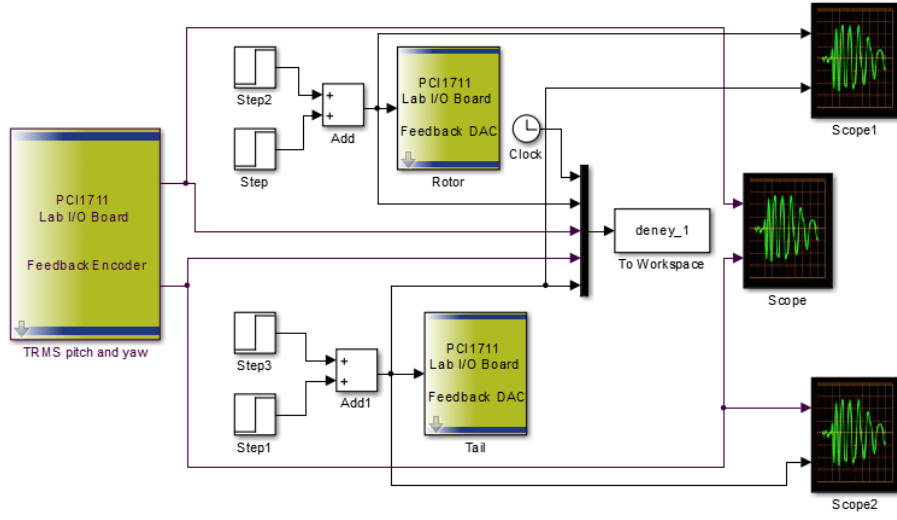 Step2
+
+
Add
Step
PCI1711
Lab I/O Board
Feedback DAC
Rotor
Clock
Scope1
PCI1711
Lab I/O Board
Feedback Encoder
TRMS pitch and yaw
deney_1
To Workspace
Scope
Step3
+
+
Add1
Step1
PCI1711
Lab I/O Board
Feedback DAC
Tail
Scope2